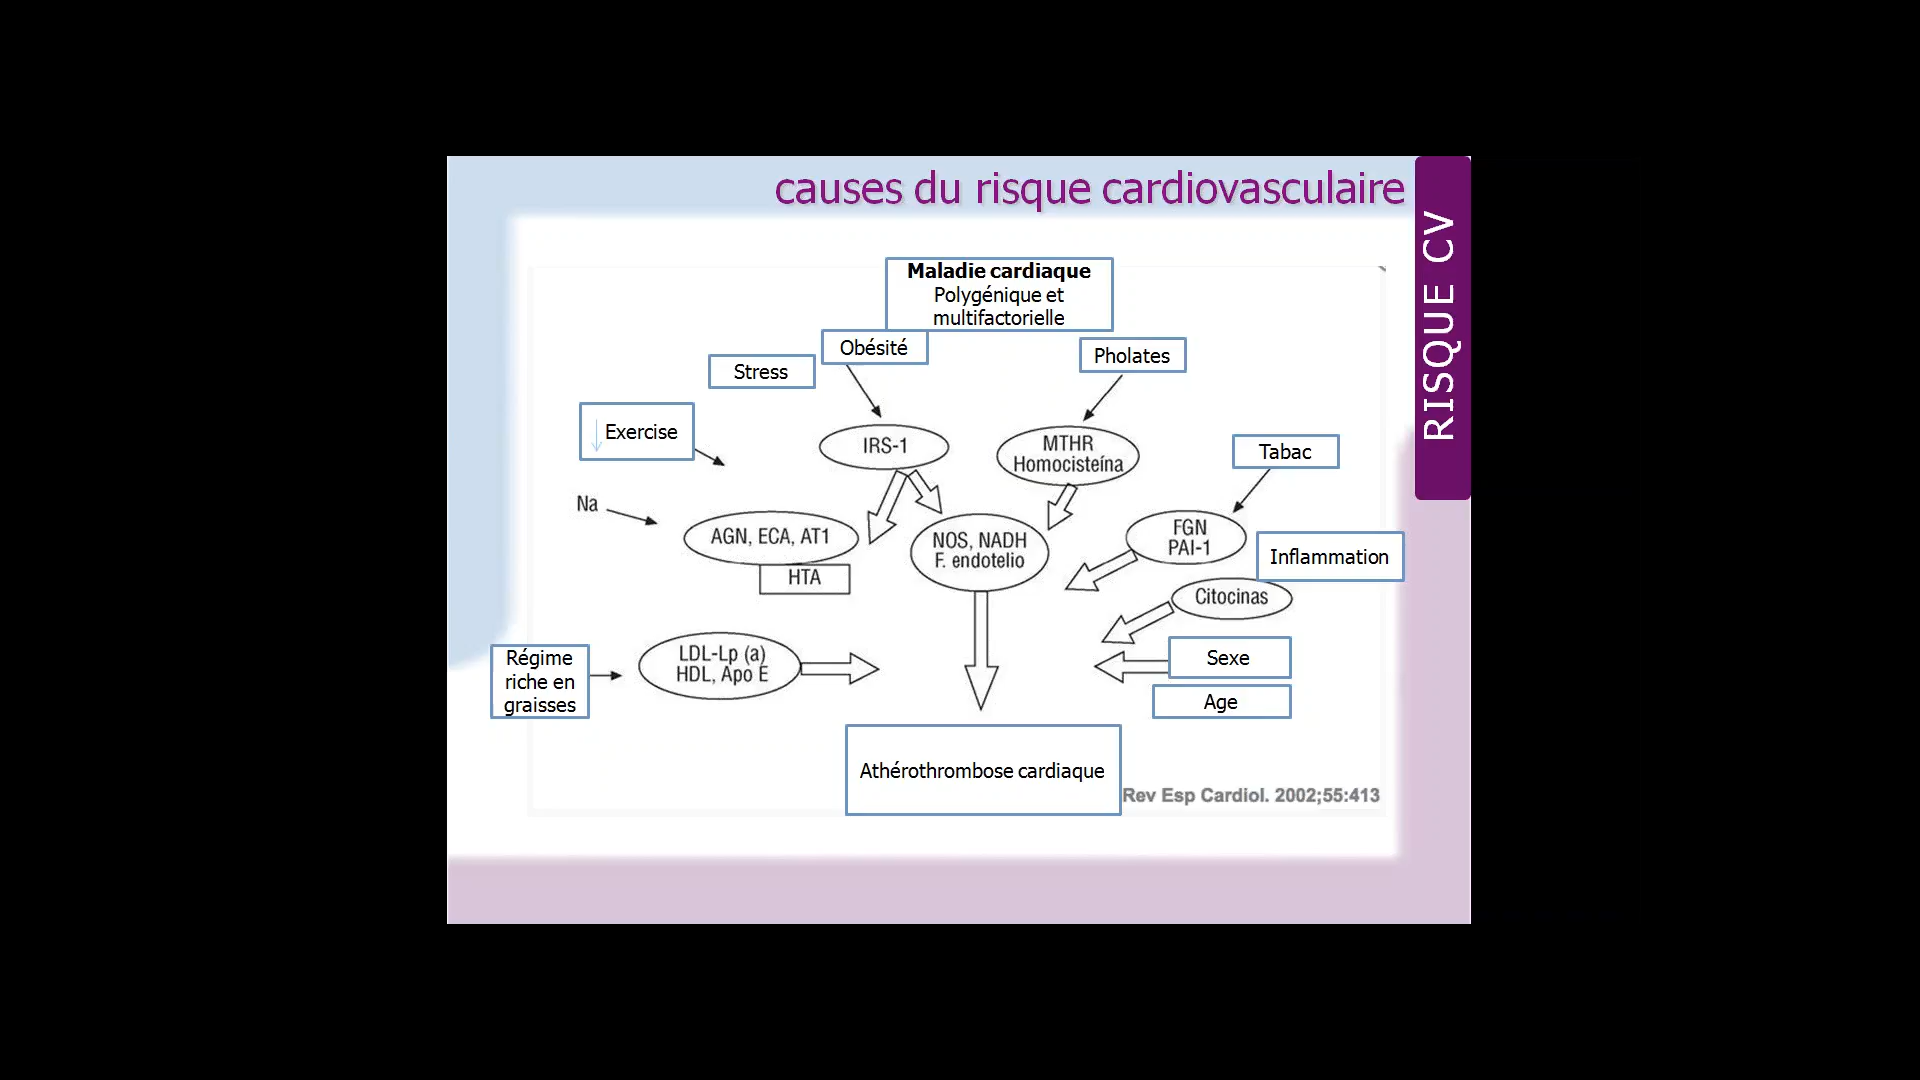 causes du risque cardiovasculaire
RISQUE CV
Maladie cardiaque
Polygénique et
multifactorielle
Obésité
Stress
Pholates
Exercise
IRS-1
MTHR
Homocisteína
Tabac
Na
AGN, ECA, AT1
HTA
NOS, NADH
F. endotelio
FGN
PAI-1
Inflammation
Citocinas
Régime
riche en
graisses
LDL-Lp (a)
HDL, Apo E
Sexe
Age
Athérothrombose cardiaque
Rev Esp Cardiol. 2002;55:413